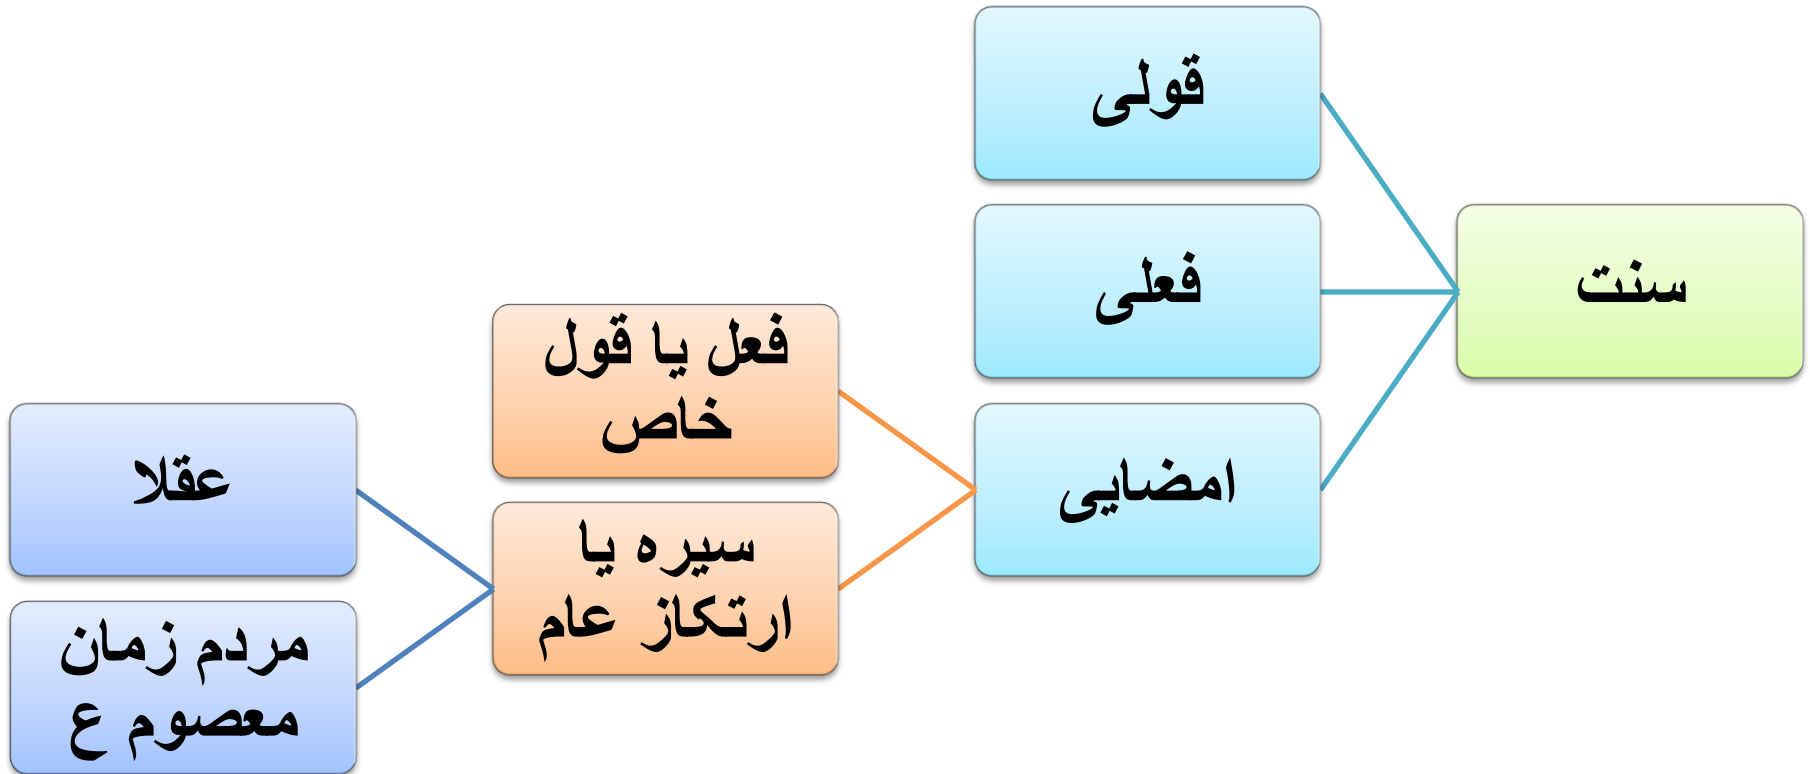 سنت
قولی
فعلی
امضایی
فعل یا قول
خاص
سیره یا
ارتکاز عام
عقلا
مردم زمان
معصوم ع